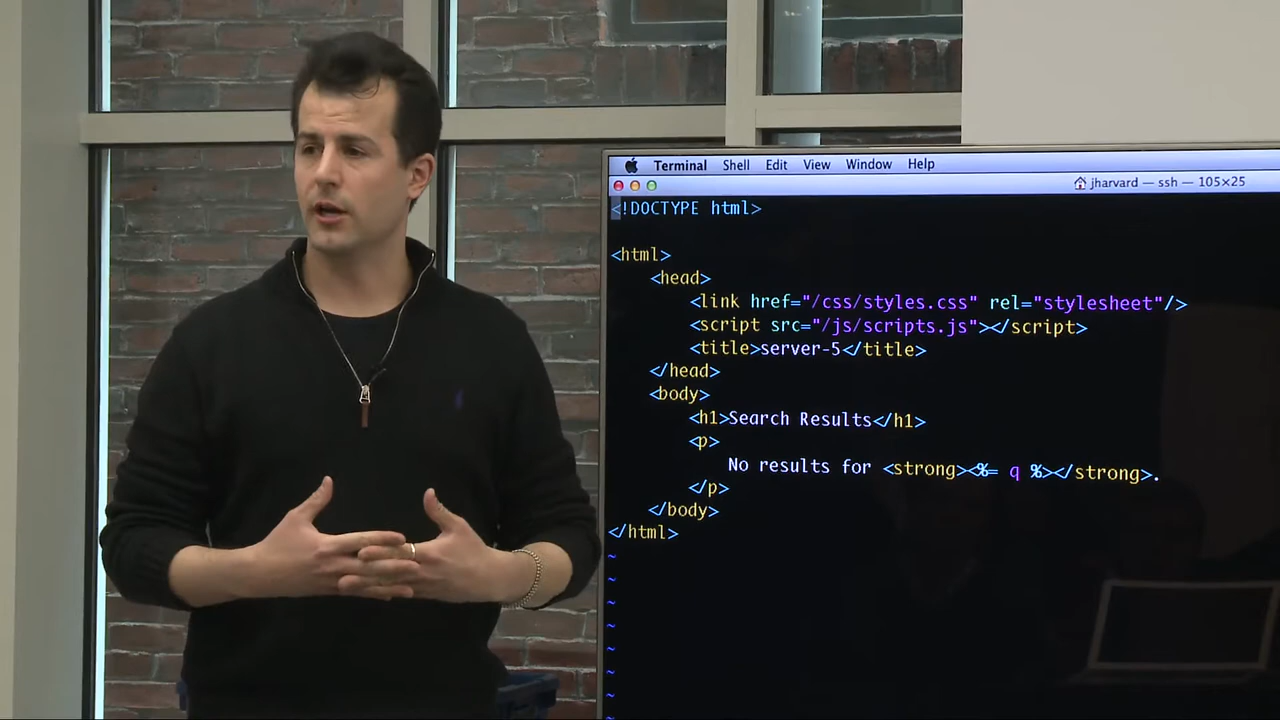 Terminal Shell Edit View Window Help
jharvard — ssh — 105×25
<!DOCTYPE html>
<html>
<head>
<link href="/css/styles.css" rel="stylesheet"/>
<script src="/js/scripts.js"></script>
<title>server-5</title>
</head>
<body>
<h1>Search Results</h1>
<p>
No results for <strong><%= q %></strong>.
</p>
</body>
</html>
~
~
~
~
~
~
~